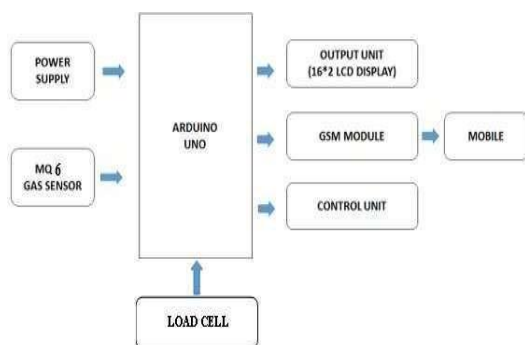 POWER
SUPPLY
MQ 6
GAS SENSOR
ARDUINO
UNO
OUTPUT UNIT
(16*2 LCD DISPLAY)
GSM MODULE
MOBILE
CONTROL UNIT
LOAD CELL